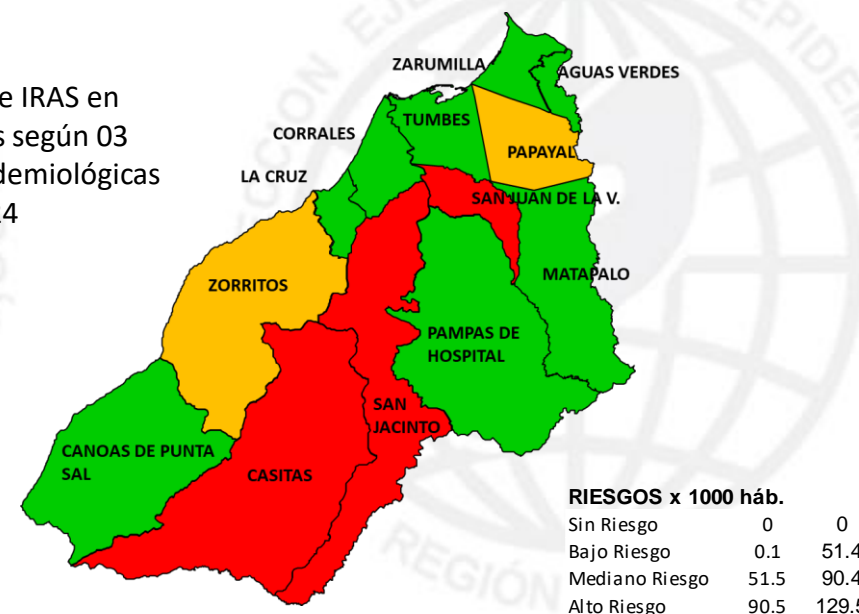 e IRAS en
s según 03
demiológicas
ZARUMILLA
AGUAS VERDES
TUMBES
CORRALES
PAPAYAL
LA CRUZ
SAN JUAN DE LA V.
MATAPALO
ZORRITOS
PAMPAS DE
HOSPITAL
SAN
JACINTO
CANOAS DE PUNTA
SAL
CASITAS
RIESGOS x 1000 háb.
Sin Riesgo 0 0
Bajo Riesgo 0.1 51.4
Mediano Riesgo 51.5 90.4
Alto Riesgo 90.5 129.5
REGIÓN